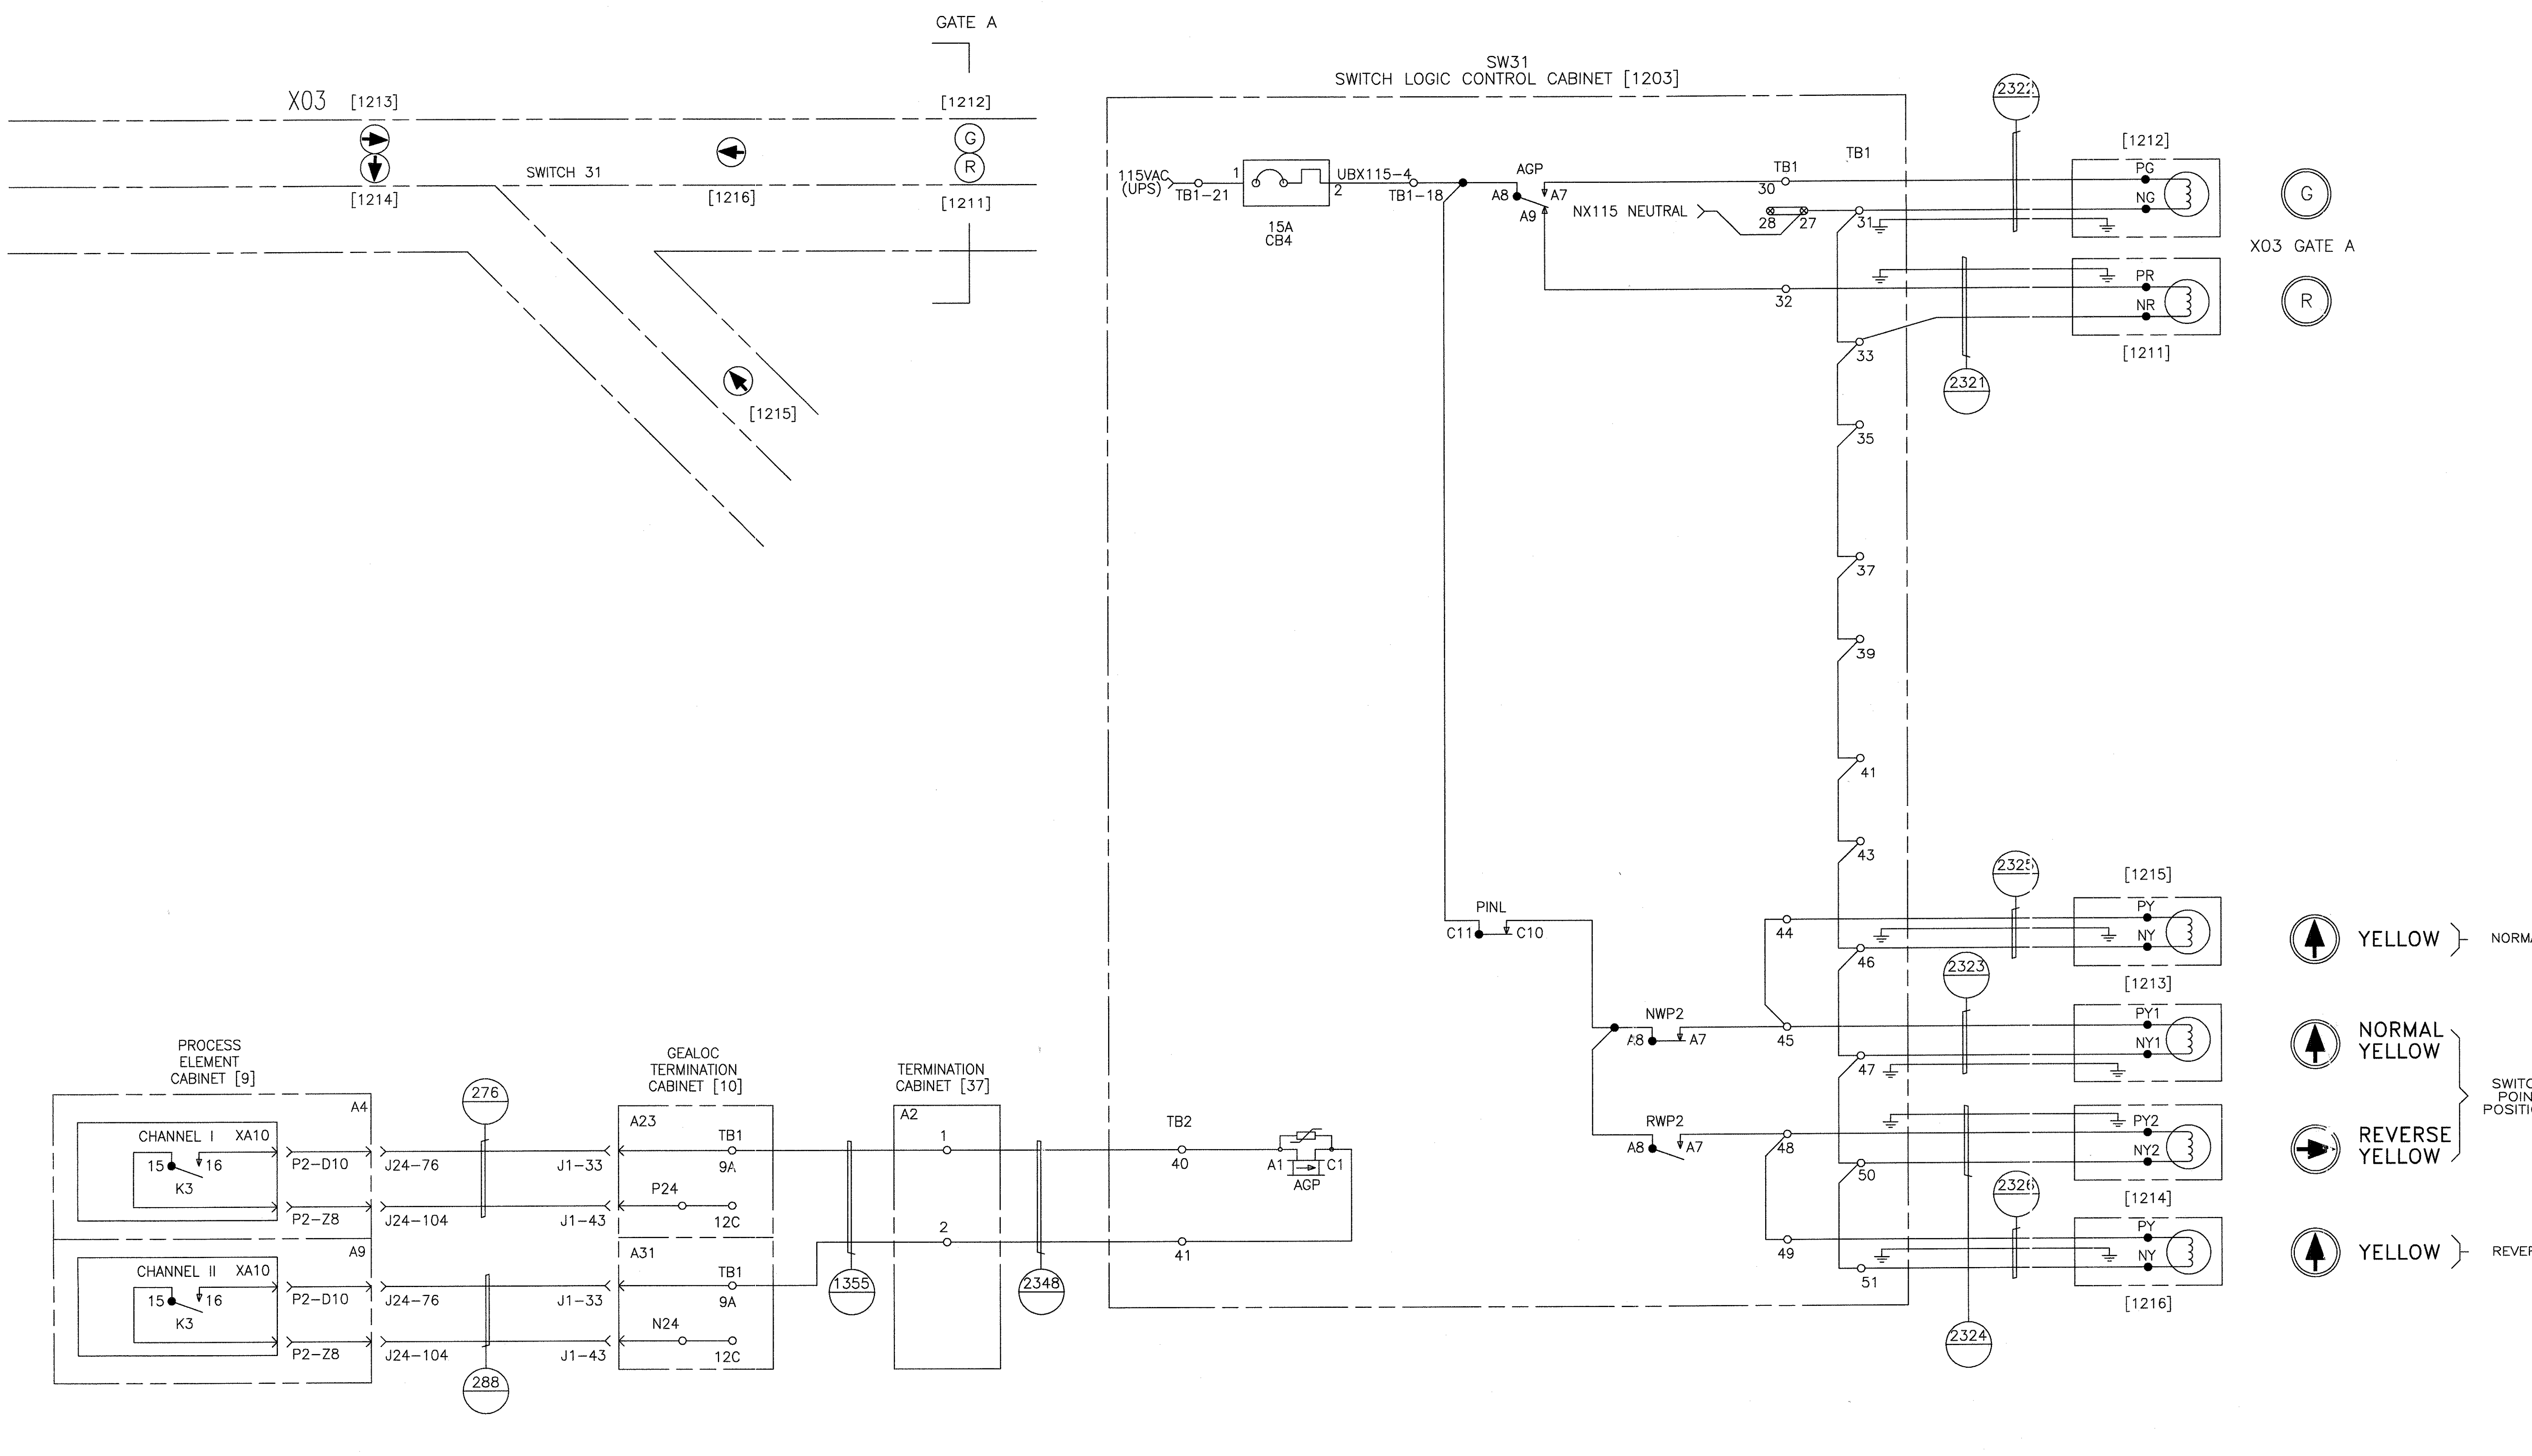 GATE A
X03 [1213]
[1212]
G
R
SWITCH 31
[1214]
[1216]
[1211]
[1215]
SW31
SWITCH LOGIC CONTROL CABINET [1203]
115VAC
(UPS)
TB1-21
1
2
15A
CB4
UBX115-4
TB1-18
AGP
A8
A7
A9
NX115 NEUTRAL
TB1
30
28
27
TB1
31
32
33
35
37
39
41
43
2322
[1212]
PG
NG
G
X03 GATE A
PR
NR
R
[1211]
2321
PINL
C11
C10
44
46
2325
[1215]
PY
NY
YELLOW
2323
[1213]
NWP2
A8
A7
45
47
PY1
NY1
NORMAL
YELLOW
RWP2
A8
A7
48
50
PY2
NY2
REVERSE
YELLOW
[1214]
2326
49
51
PY
NY
YELLOW
[1216]
2324
PROCESS
ELEMENT
CABINET [9]
A4
CHANNEL I XA10
15
16
K3
P2-D10
P2-Z8
J24-76
J24-104
276
J1-33
J1-43
A9
CHANNEL II XA10
15
16
K3
P2-D10
P2-Z8
J24-76
J24-104
288
J1-33
J1-43
GEALOC
TERMINATION
CABINET [10]
A23
TB1
9A
P24
12C
A31
TB1
9A
N24
12C
1355
TERMINATION
CABINET [37]
A2
1
2
2348
TB2
40
41
A1
C1
AGP